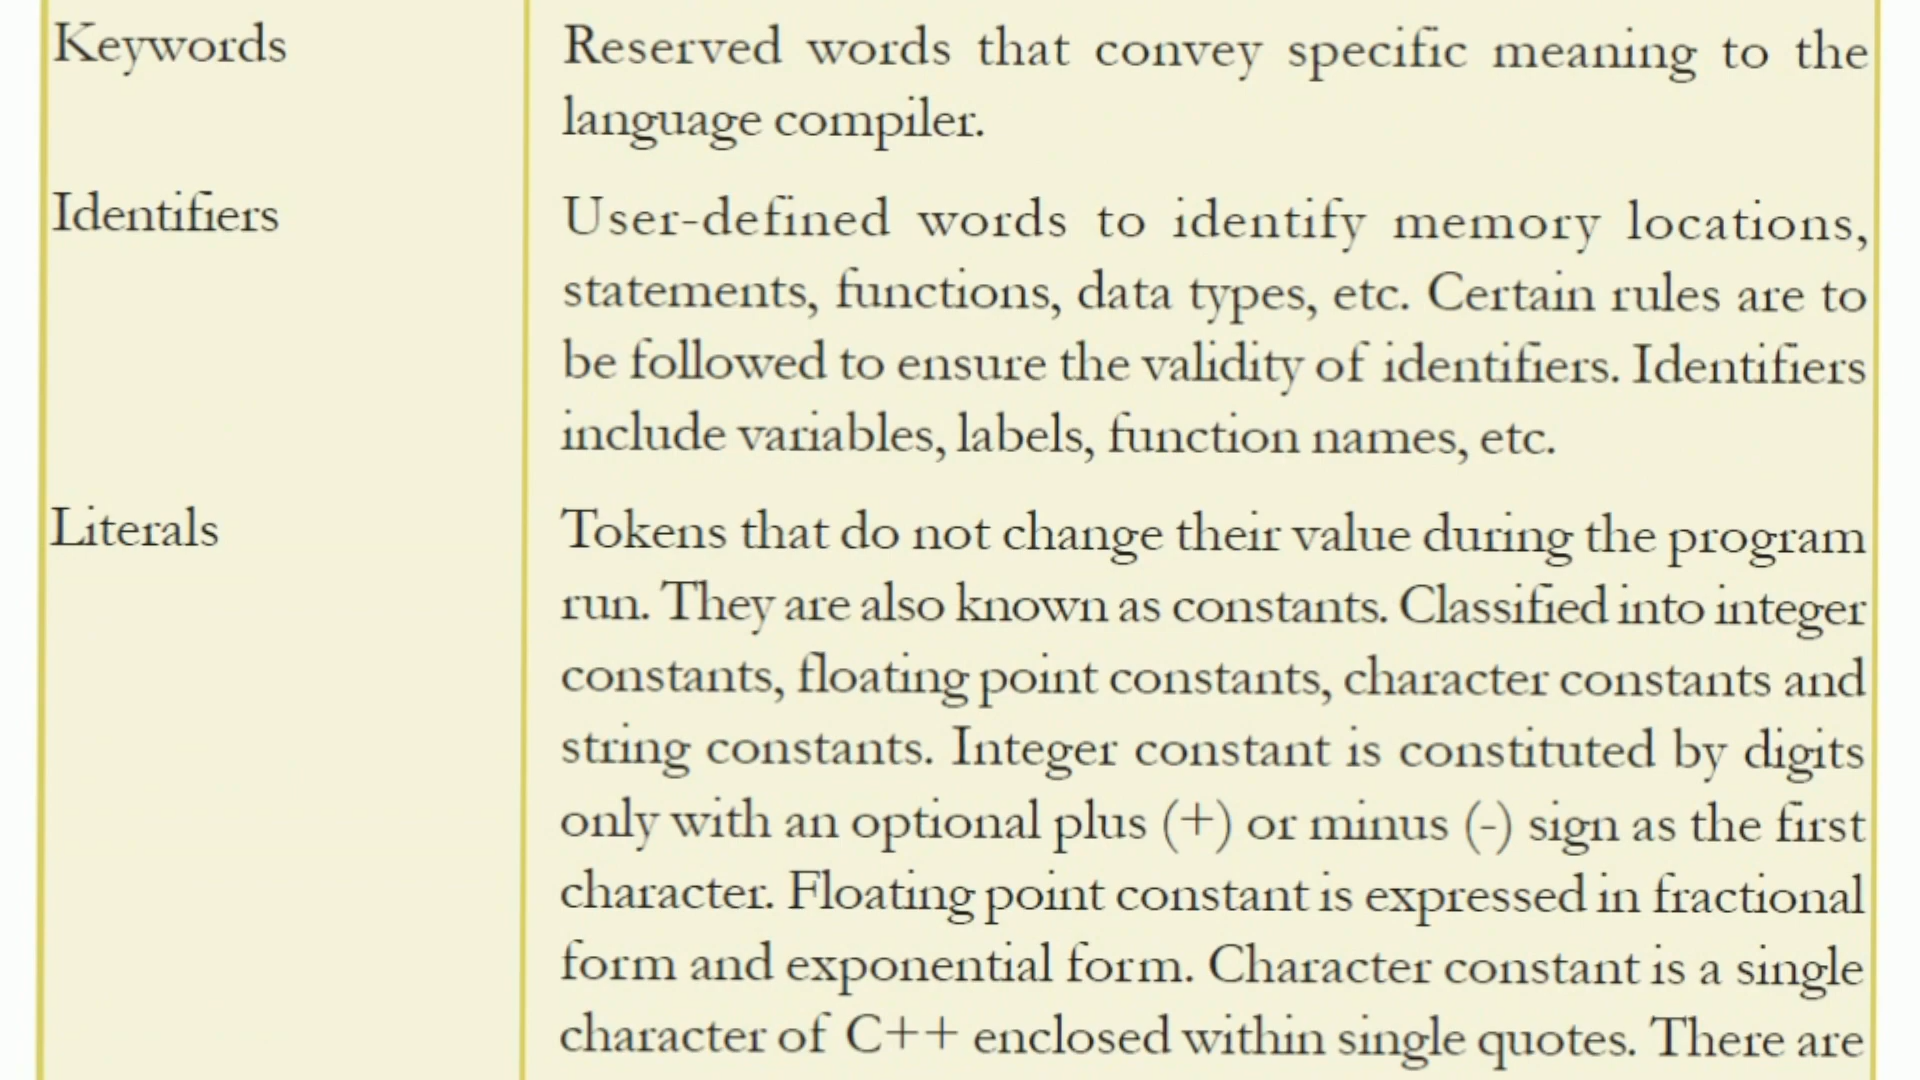 Keywords
Reserved words that convey specific meaning to the
language compiler.
Identifiers
User-defined words to identify memory locations,
statements, functions, data types, etc. Certain rules are to
be followed to ensure the validity of identifiers. Identifiers
include variables, labels, function names, etc.
Literals
Tokens that do not change their value during the program
run. They are also known as constants. Classified into integer
constants, floating point constants, character constants and
string constants. Integer constant is constituted by digits
only with an optional plus (+) or minus (-) sign as the first
character. Floating point constant is expressed in fractional
form and exponential form. Character constant is a single
character of C++ enclosed within single quotes. There are